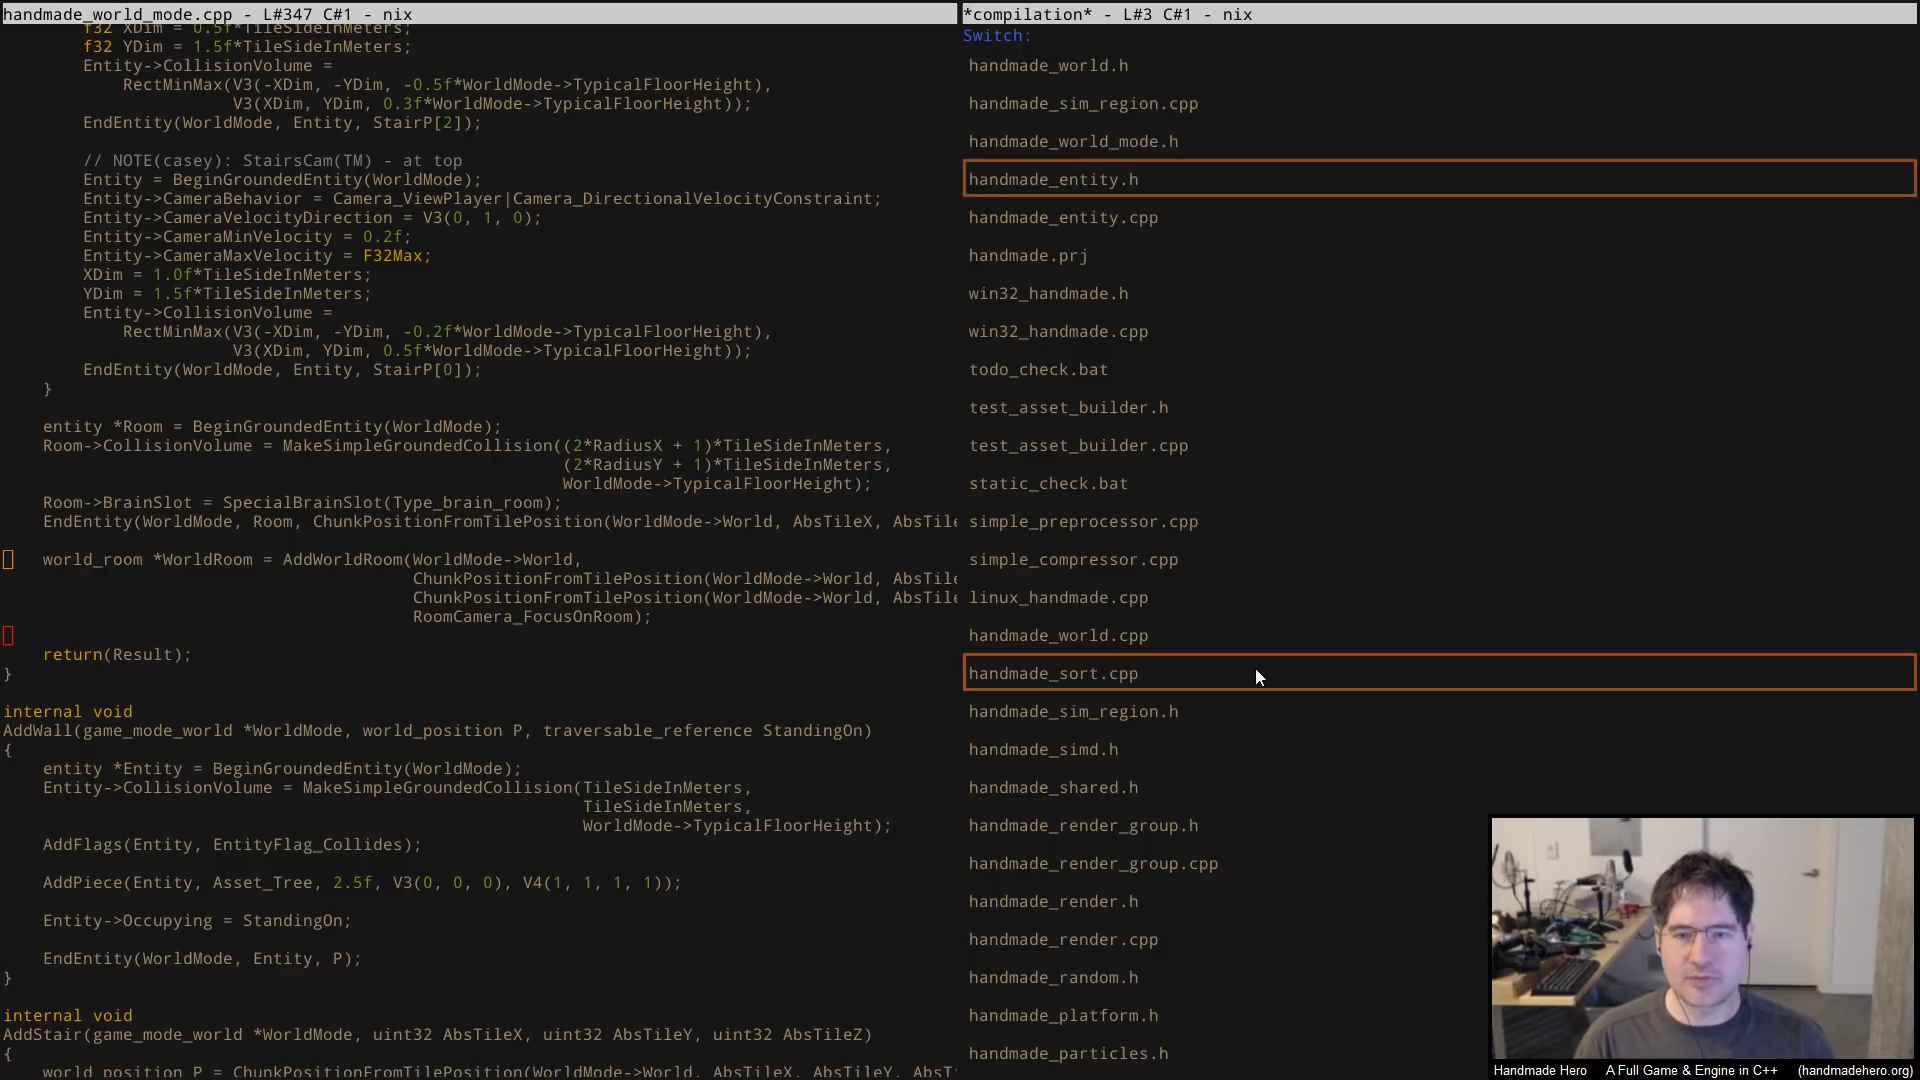 handmade_world_mode.cpp - L#347 C#1 - nix
f32 XDim = 0.5f*TileSideInMeters;
f32 YDim = 1.5f*TileSideInMeters;
Entity->CollisionVolume =
RectMinMax(V3(-XDim, -YDim, -0.5f*WorldMode->TypicalFloorHeight),
V3(XDim, YDim, 0.3f*WorldMode->TypicalFloorHeight));
EndEntity(WorldMode, Entity, StairP[2]);
// NOTE(casey): StairsCam(TM) - at top
Entity = BeginGroundedEntity(WorldMode);
Entity->CameraBehavior = Camera_ViewPlayer|Camera_DirectionalVelocityConstraint;
Entity->CameraVelocityDirection = V3(0, 1, 0);
Entity->CameraMinVelocity = 0.2f;
Entity->CameraMaxVelocity = F32Max;
XDim = 1.0f*TileSideInMeters;
YDim = 1.5f*TileSideInMeters;
Entity->CollisionVolume =
RectMinMax(V3(-XDim, -YDim, -0.2f*WorldMode->TypicalFloorHeight),
V3(XDim, YDim, 0.5f*WorldMode->TypicalFloorHeight));
EndEntity(WorldMode, Entity, StairP[0]);
}
entity *Room = BeginGroundedEntity(WorldMode);
Room->CollisionVolume = MakeSimpleGroundedCollision((2*RadiusX + 1)*TileSideInMeters,
(2*RadiusY + 1)*TileSideInMeters,
WorldMode->TypicalFloorHeight);
Room->BrainSlot = SpecialBrainSlot(Type_brain_room);
EndEntity(WorldMode, Room, ChunkPositionFromTilePosition(WorldMode->World, AbsTileX, AbsTile
world_room *WorldRoom = AddWorldRoom(WorldMode->World,
ChunkPositionFromTilePosition(WorldMode->World, AbsTile
ChunkPositionFromTilePosition(WorldMode->World, AbsTile
RoomCamera_FocusOnRoom);
return(Result);
}
internal void
AddWall(game_mode_world *WorldMode, world_position P, traversable_reference StandingOn)
{
entity *Entity = BeginGroundedEntity(WorldMode);
Entity->CollisionVolume = MakeSimpleGroundedCollision(TileSideInMeters,
TileSideInMeters,
WorldMode->TypicalFloorHeight);
AddFlags(Entity, EntityFlag_Collides);
AddPiece(Entity, Asset_Tree, 2.5f, V3(0, 0, 0), V4(1, 1, 1, 1));
Entity->Occupying = StandingOn;
EndEntity(WorldMode, Entity, P);
}
internal void
AddStair(game_mode_world *WorldMode, uint32 AbsTileX, uint32 AbsTileY, uint32 AbsTileZ)
{
world_position P = ChunkPositionFromTilePosition(WorldMode->World, AbsTileX, AbsTileY, AbsT
*compilation* - L#3 C#1 - nix
Switch:
handmade_world.h
handmade_sim_region.cpp
handmade_world_mode.h
handmade_entity.h
handmade_entity.cpp
handmade.prj
win32_handmade.h
win32_handmade.cpp
todo_check.bat
test_asset_builder.h
test_asset_builder.cpp
static_check.bat
simple_preprocessor.cpp
simple_compressor.cpp
linux_handmade.cpp
handmade_world.cpp
handmade_sort.cpp
handmade_sim_region.h
handmade_simd.h
handmade_shared.h
handmade_render_group.h
handmade_render_group.cpp
handmade_render.h
handmade_render.cpp
handmade_random.h
handmade_platform.h
handmade_particles.h
Handmade Hero A Full Game & Engine in C++ (handmadehero.org)